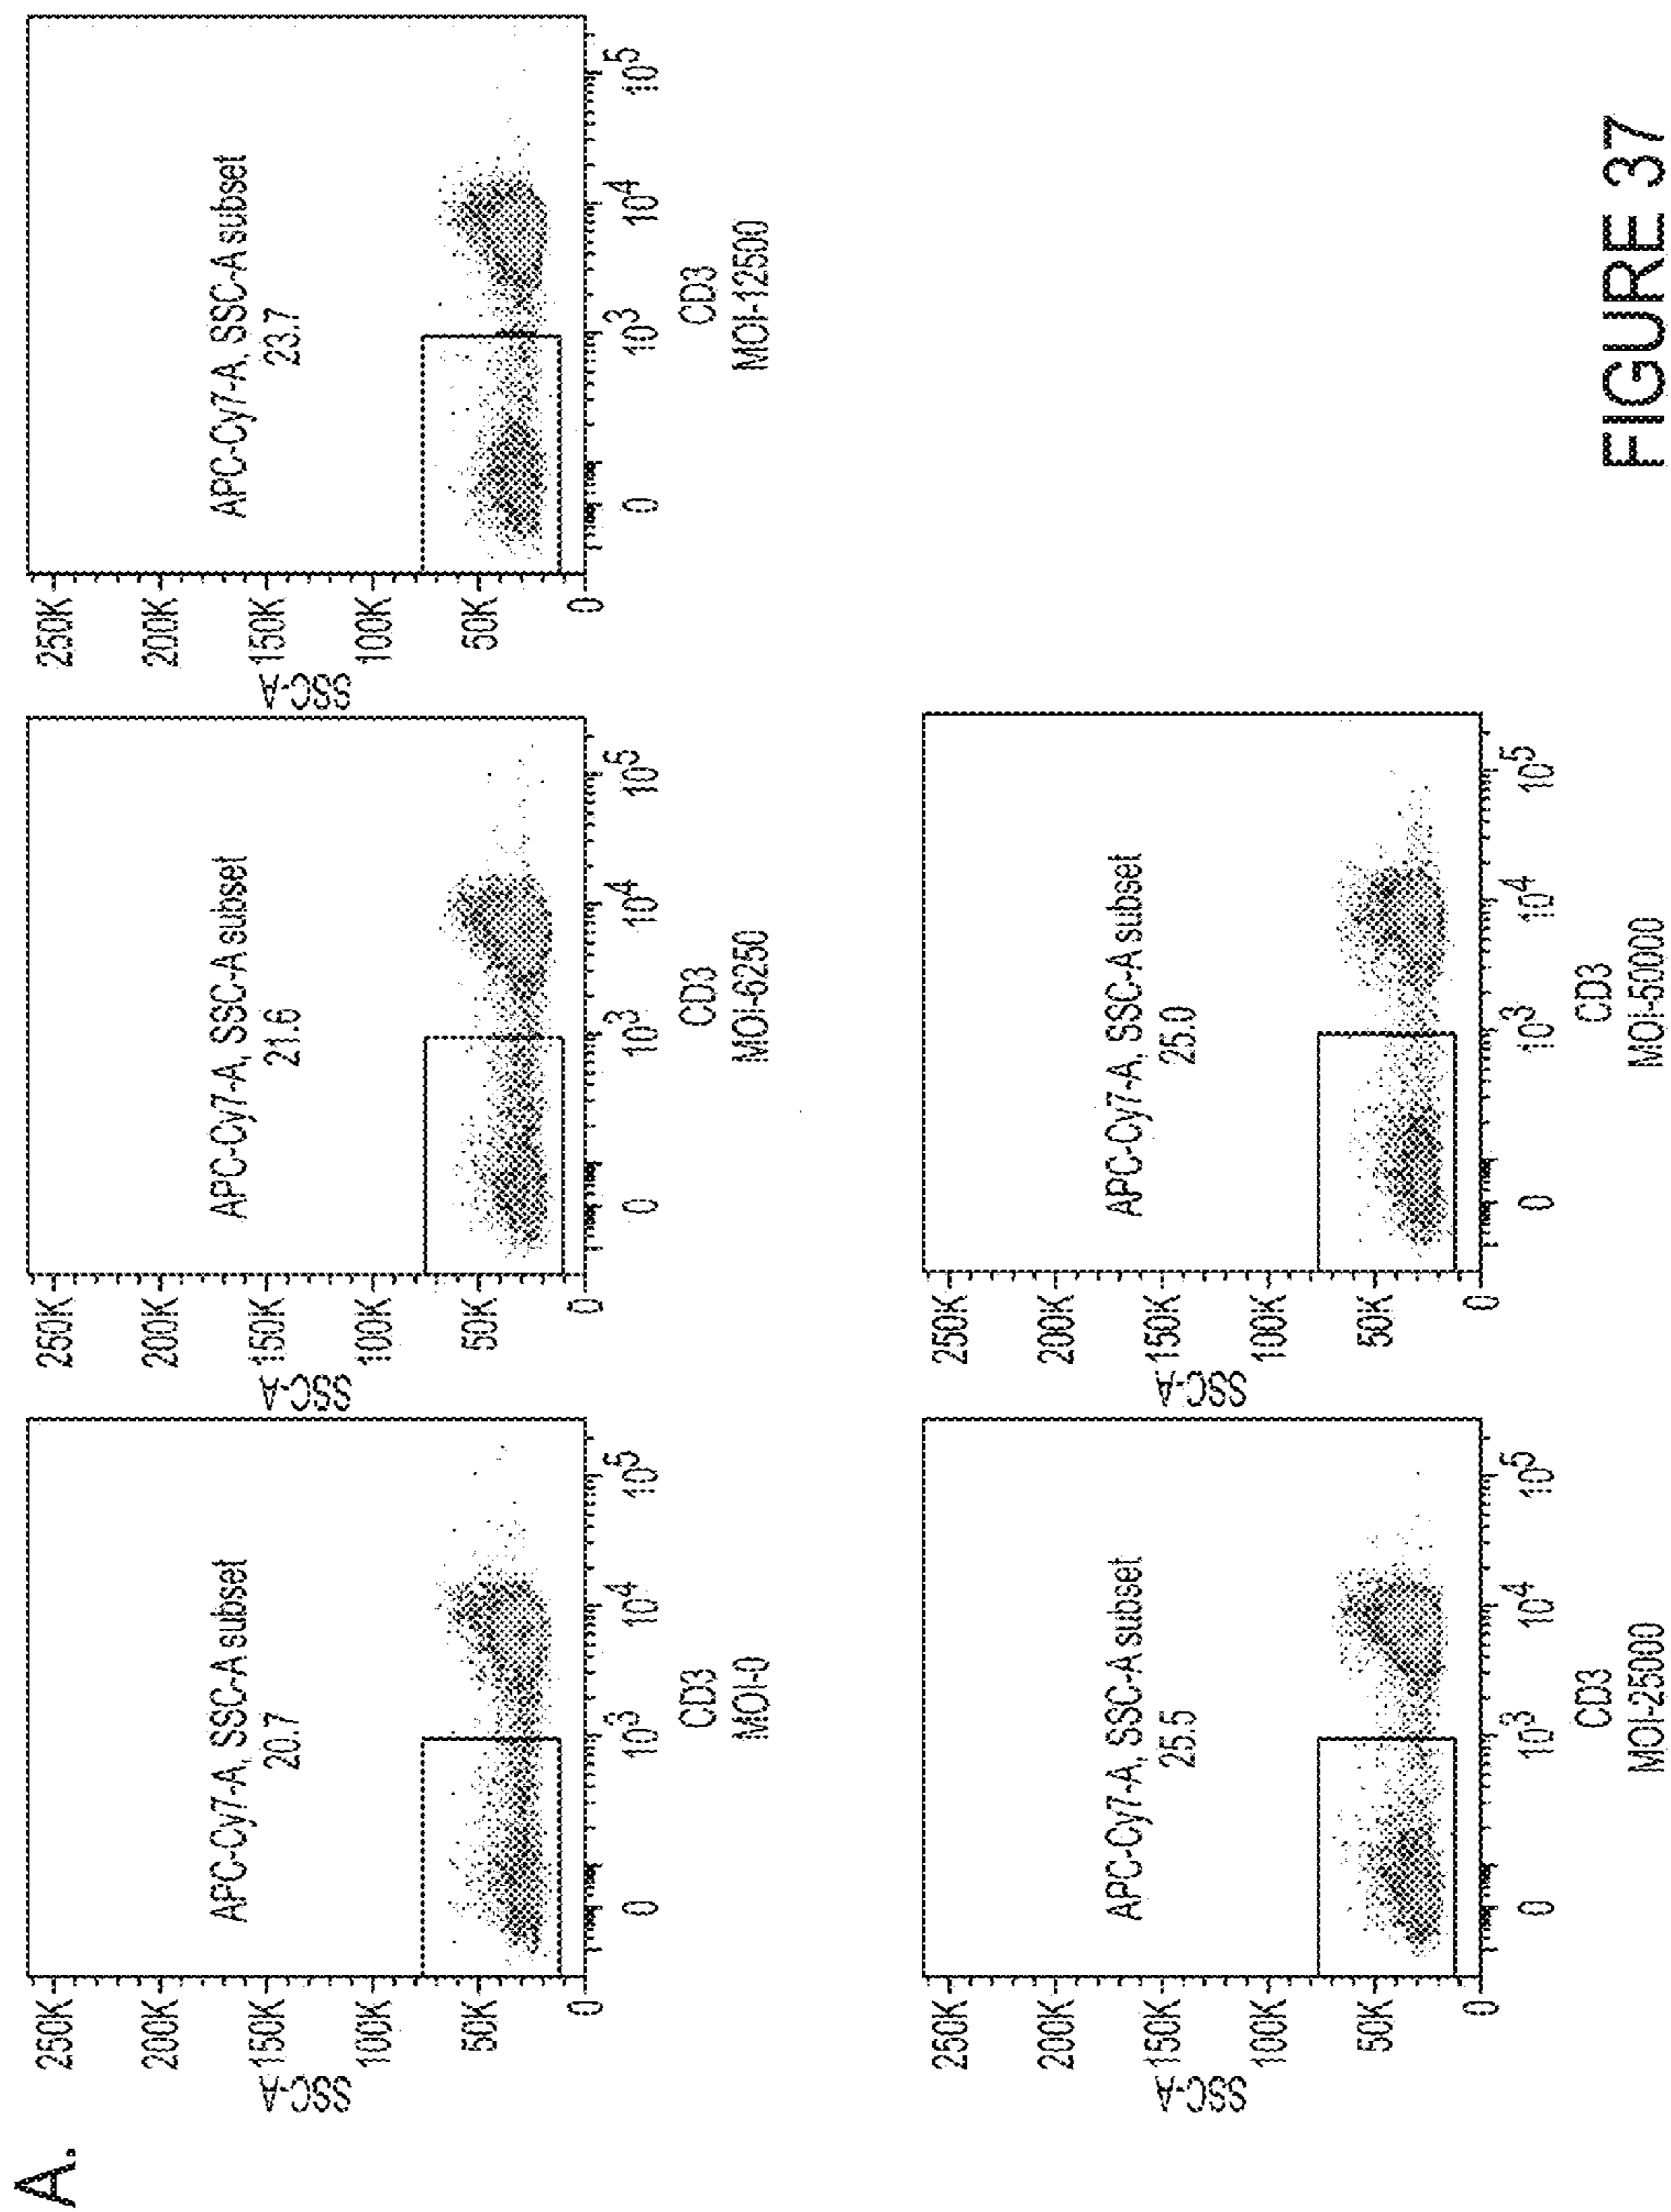 A.
250K
200K
150K
100K
50K
0
SSC-A
APC-Cy7-A, SSC-A subset
20.7
0 10^3 10^4 10^5
CD3
MOI-0
250K
200K
150K
100K
50K
0
SSC-A
APC-Cy7-A, SSC-A subset
21.6
0 10^3 10^4 10^5
CD3
MOI-6250
250K
200K
150K
100K
50K
0
SSC-A
APC-Cy7-A, SSC-A subset
23.7
0 10^3 10^4 10^5
CD3
MOI-12500
250K
200K
150K
100K
50K
0
SSC-A
APC-Cy7-A, SSC-A subset
25.5
0 10^3 10^4 10^5
CD3
MOI-25000
250K
200K
150K
100K
50K
0
SSC-A
APC-Cy7-A, SSC-A subset
25.0
0 10^3 10^4 10^5
CD3
MOI-50000
FIGURE 37